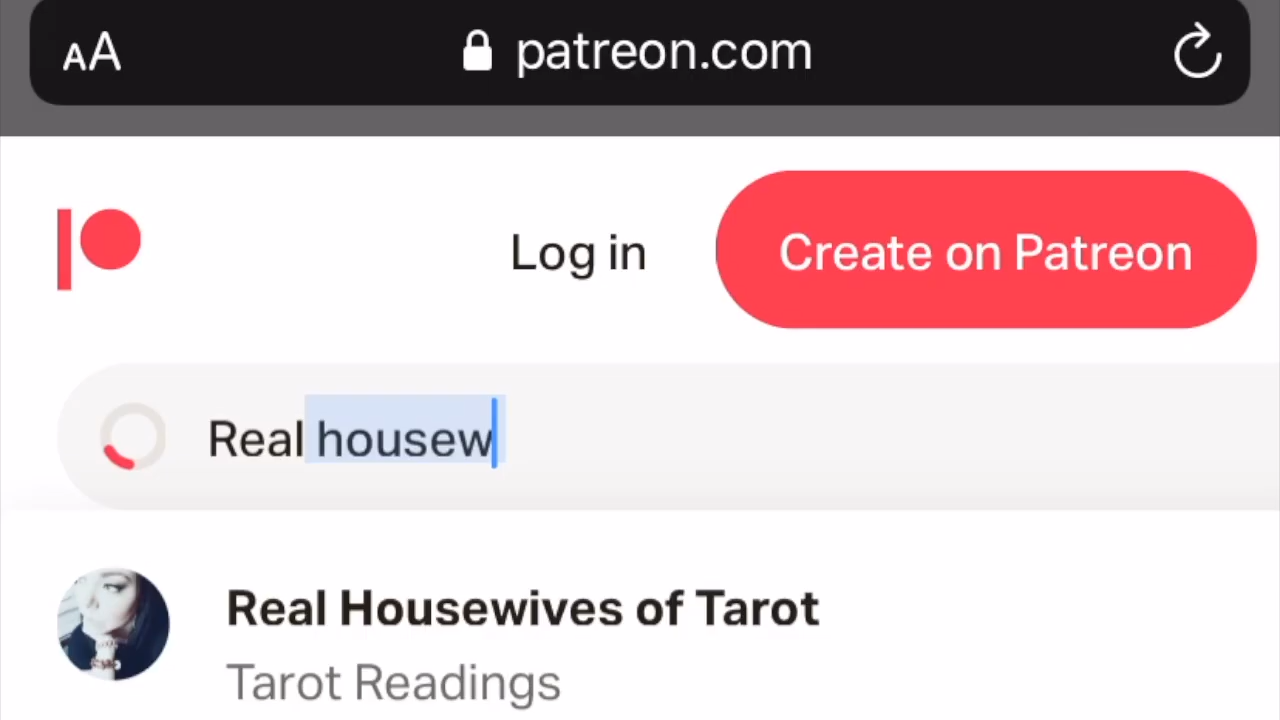 AA patreon.com
Log in Create on Patreon
Real housew
Real Housewives of Tarot
Tarot Readings